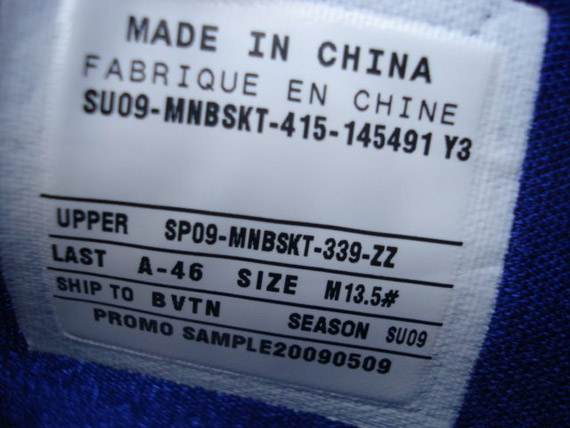 MADE IN CHINA
FABRIQUE EN CHINE
SU09-MNBSKT-415-145491 Y3
UPPER SP09-MNBSKT-339-ZZ
LAST A-46 SIZE M13.5#
SHIP TO BVTN SEASON SU09
PROMO SAMPLE20090509